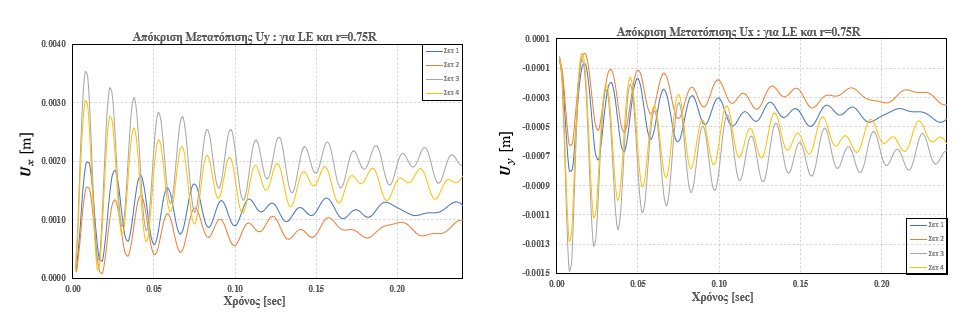 Απόκριση Μετατόπισης Uy : για LE και r=0.75R
0.0040
0.0030
0.0020
0.0010
0.0000
Ux [m]
0.00 0.05 0.10 0.15 0.20
Χρόνος [sec]
Σετ 1
Σετ 2
Σετ 3
Σετ 4
Απόκριση Μετατόπισης Ux : για LE και r=0.75R
0.0001
-0.0001
-0.0003
-0.0005
-0.0007
-0.0009
-0.0011
-0.0013
-0.0015
Uy [m]
0.00 0.05 0.10 0.15 0.20
Χρόνος [sec]
Σετ 1
Σετ 2
Σετ 3
Σετ 4